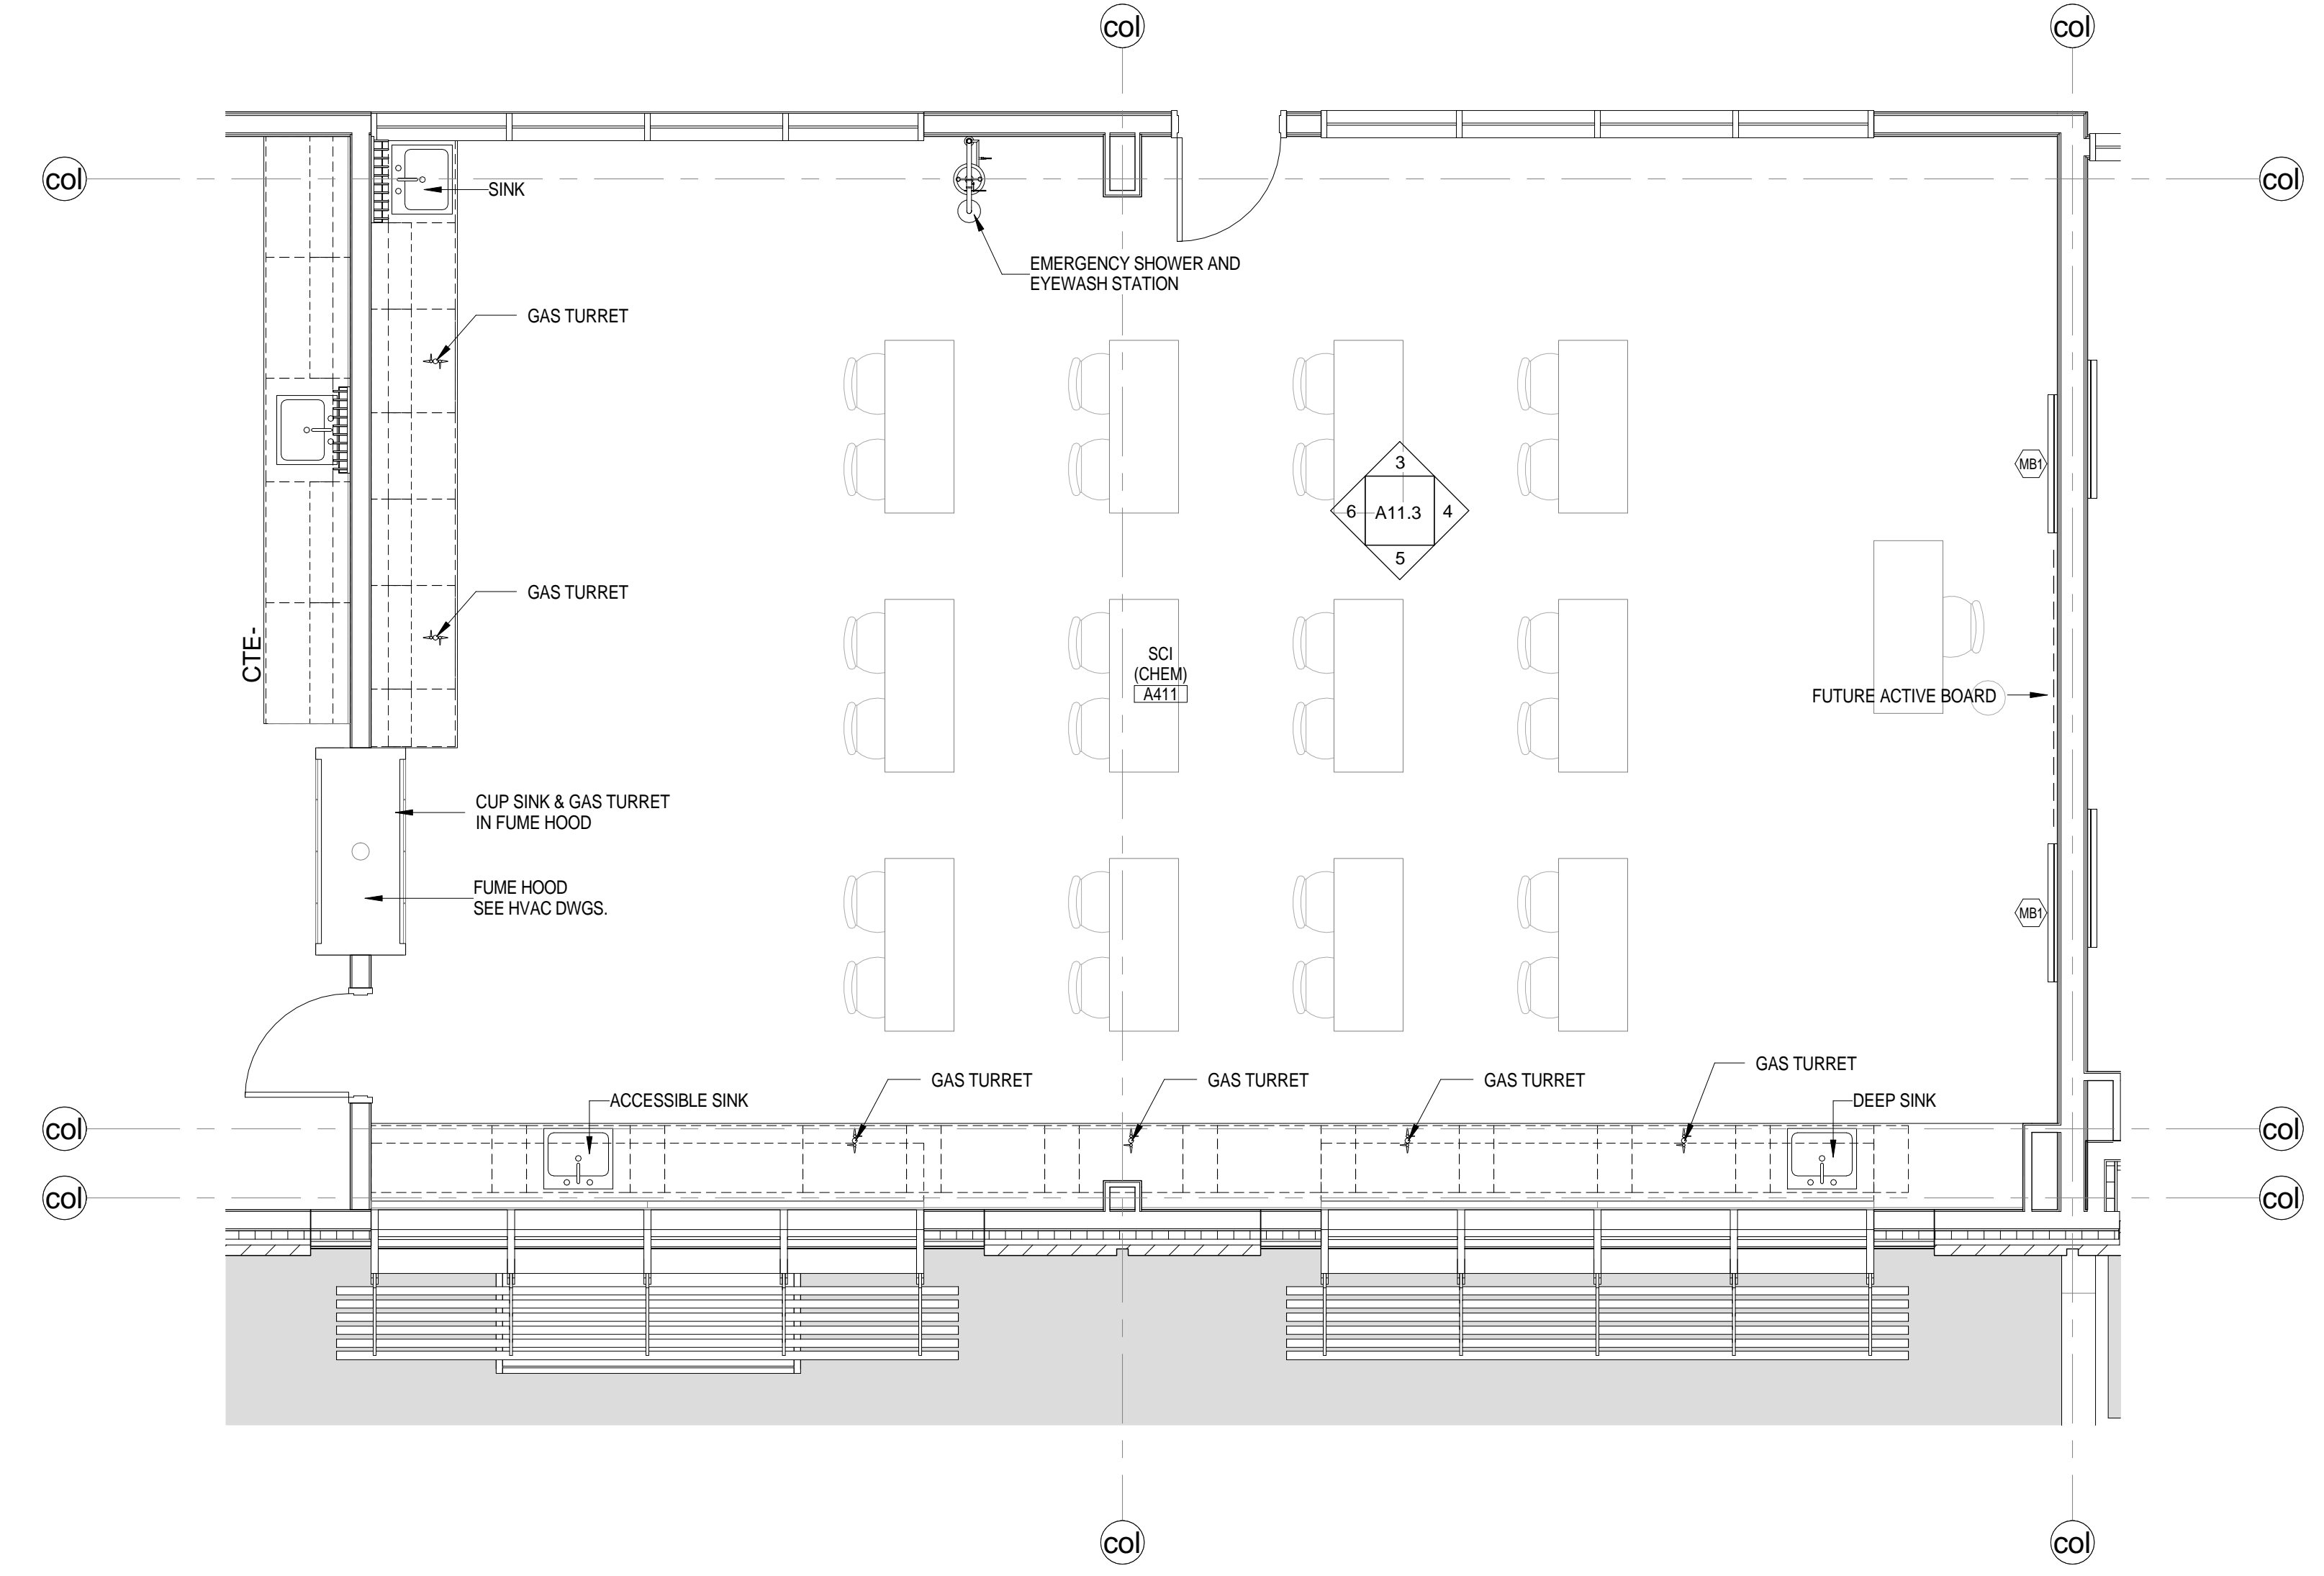 col
col
col
col
SINK
EMERGENCY SHOWER AND
EYEWASH STATION
GAS TURRET
3
6
A11.3
4
5
MB1
GAS TURRET
CTE-
SCI
(CHEM)
A411
FUTURE ACTIVE BOARD
CUP SINK & GAS TURRET
IN FUME HOOD
FUME HOOD
SEE HVAC DWGS.
MB1
GAS TURRET
GAS TURRET
GAS TURRET
GAS TURRET
ACCESSIBLE SINK
DEEP SINK
col
col
col
col
col
col